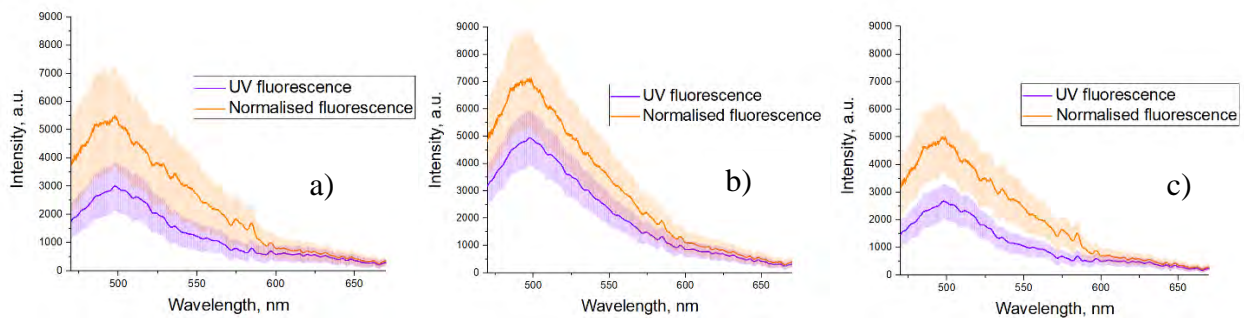 9000
8000
7000
6000
5000
4000
3000
2000
1000
0
Intensity, a.u.
UV fluorescence
Normalised fluorescence
a)
500 550 600 650
Wavelength, nm
9000
8000
7000
6000
5000
4000
3000
2000
1000
0
Intensity, a.u.
UV fluorescence
Normalised fluorescence
b)
500 550 600 650
Wavelength, nm
9000
8000
7000
6000
5000
4000
3000
2000
1000
0
Intensity, a.u.
UV fluorescence
Normalised fluorescence
c)
500 550 600 650
Wavelength, nm